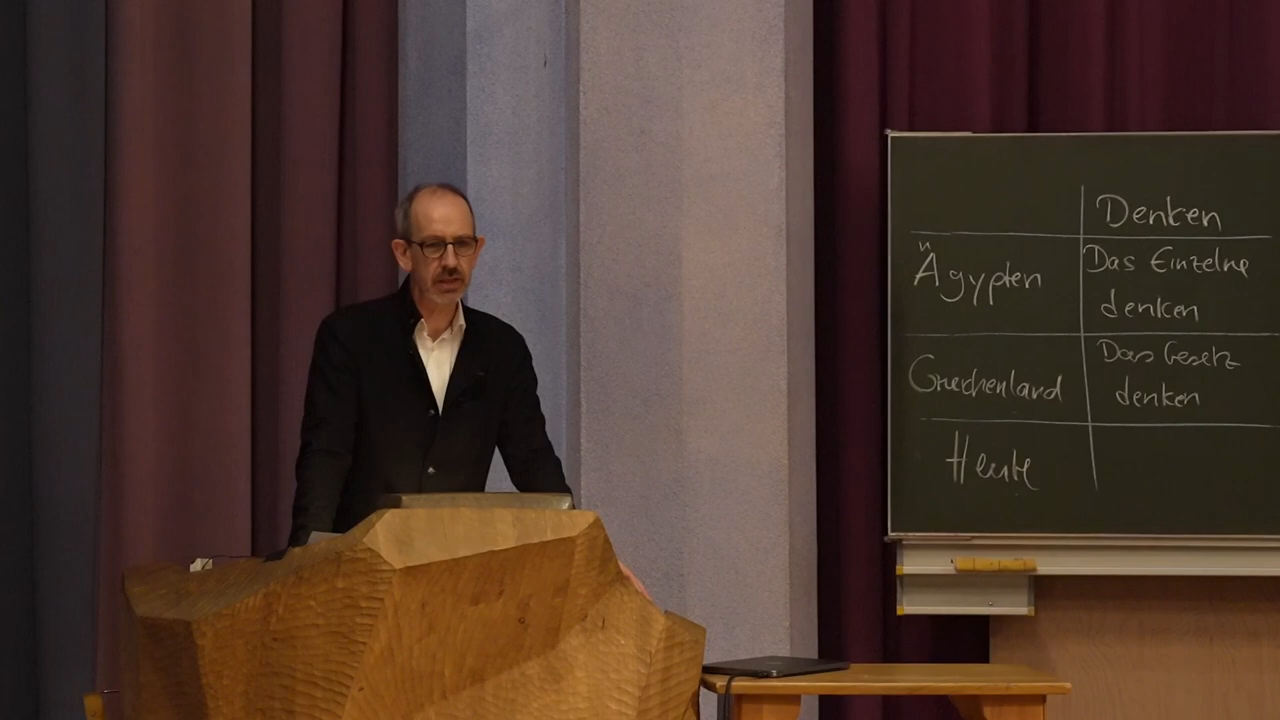 Denken
Ägypten
Das Einzelne
denken
Griechenland
Das Gesetz
denken
Heute